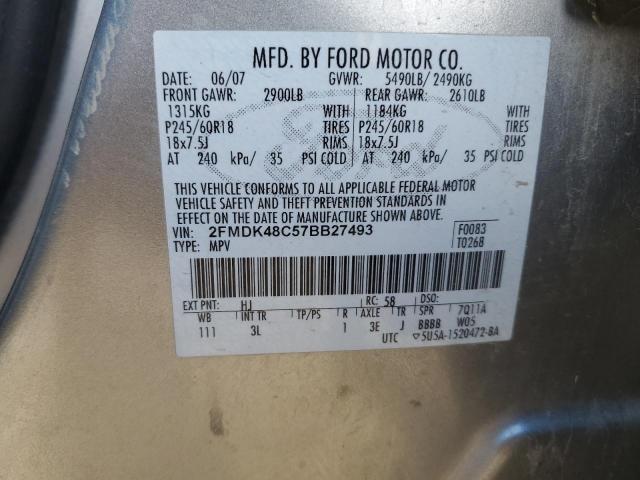 MFD. BY FORD MOTOR CO.
DATE: 06/07 GVWR: 5490LB/ 2490KG
FRONT GAWR: 2900LB REAR GAWR: 2610LB
1315KG WITH 1184KG WITH
P245/60R18 TIRES P245/60R18 TIRES
18x7.5J RIMS 18x7.5J RIMS
AT 240 kPa/ 35 PSI COLD AT 240 kPa/ 35 PSI COLD
THIS VEHICLE CONFORMS TO ALL APPLICABLE FEDERAL MOTOR
VEHICLE SAFETY AND THEFT PREVENTION STANDARDS IN
EFFECT ON THE DATE OF MANUFACTURE SHOWN ABOVE.
VIN: 2FMDK48C57BB27493 F0083
TYPE: MPV T0268
EXT PNT: HJ RC: 58 DSO:
WB INT TR TP/PS R AXLE TR SPR 7Q11A
111 3L 1 3E J BBBB W05
UTC ▽5U5A-1520472-BA
Ford